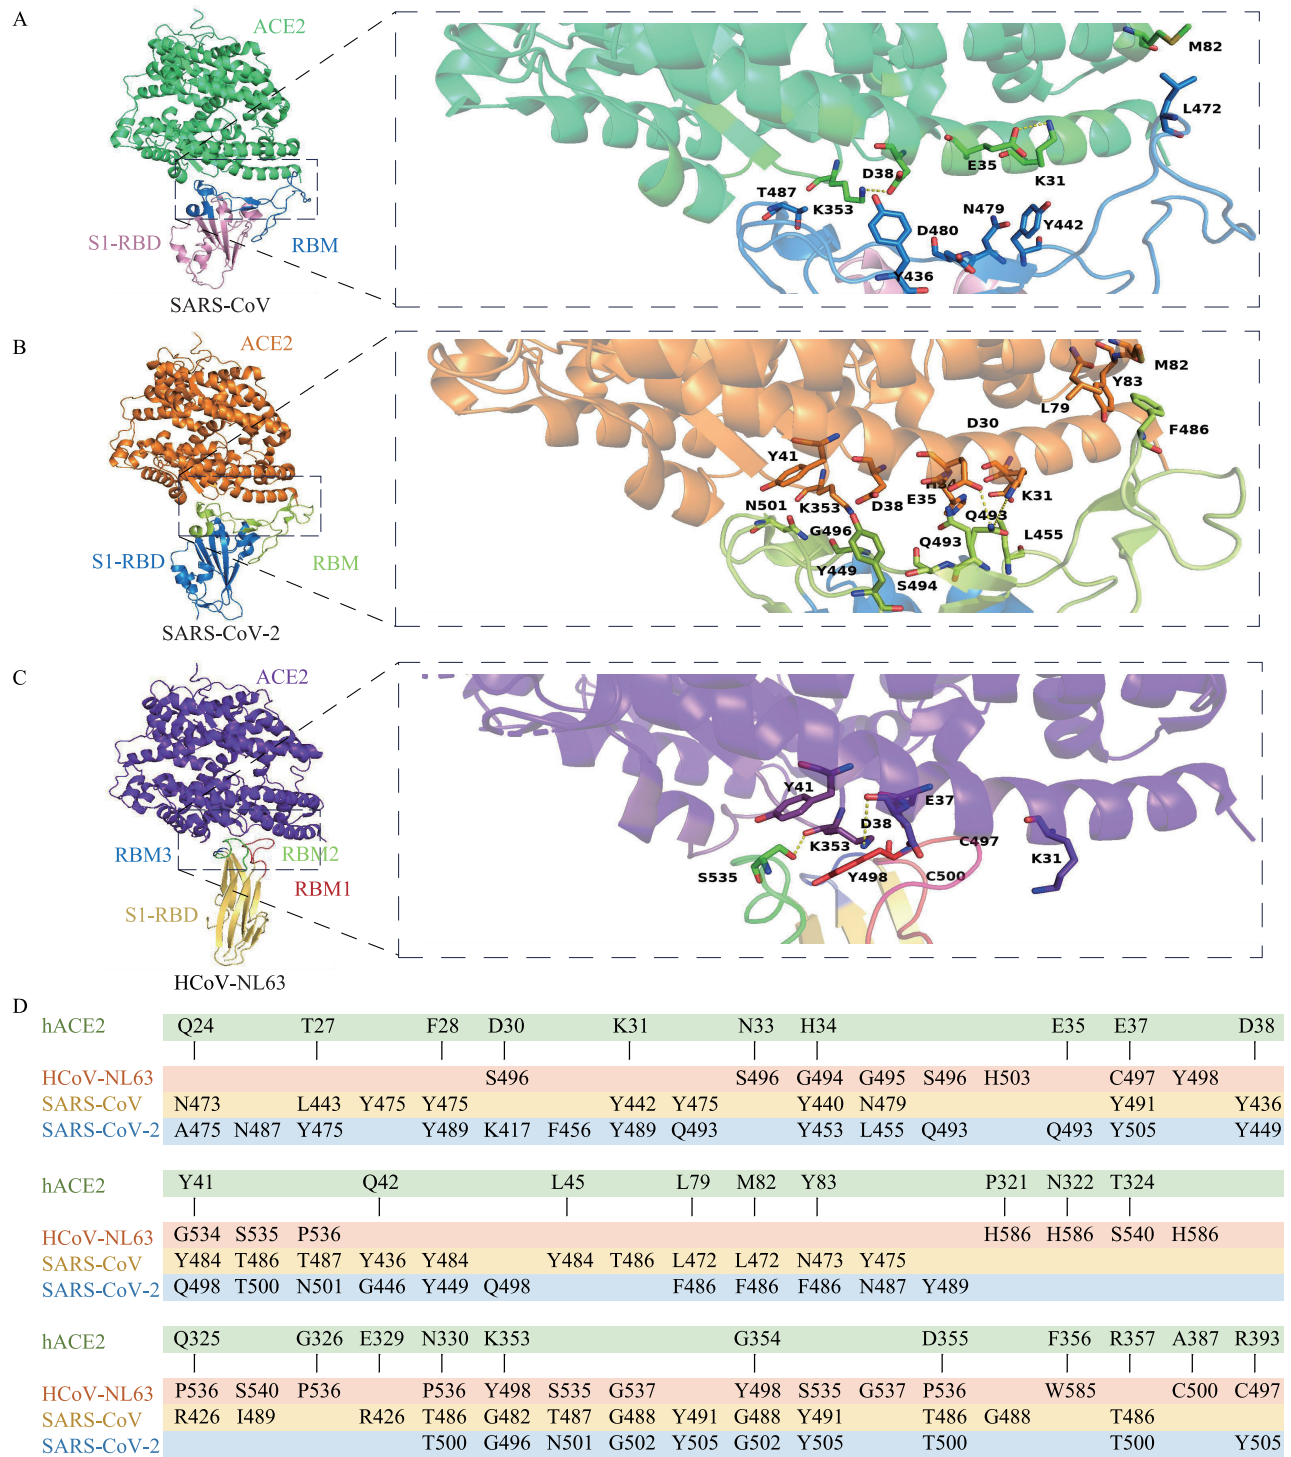 A
ACE2
S1-RBD
RBM
SARS-CoV
M82
L472
E35
K31
D38
T487
K353
N479
Y442
D480
Y436
B
ACE2
S1-RBD
RBM
SARS-CoV-2
M82
Y83
L79
F486
D30
Y41
H34
E35
K31
K353
D38
N501
Q493
G496
Q493
L455
Y449
S494
C
ACE2
RBM3
RBM2
RBM1
S1-RBD
HCoV-NL63
Y41
E37
D38
K353
C497
K31
S535
Y498
C500
D
hACE2 Q24 T27 F28 D30 K31 N33 H34 E35 E37 D38
HCoV-NL63 S496 S496 G494 G495 S496 H503 C497 Y498
SARS-CoV N473 L443 Y475 Y475 Y442 Y475 Y440 N479 Y491 Y436
SARS-CoV-2 A475 N487 Y475 Y489 K417 F456 Y489 Q493 Y453 L455 Q493 Q493 Y505 Y449
hACE2 Y41 Q42 L45 L79 M82 Y83 P321 N322 T324
HCoV-NL63 G534 S535 P536 H586 H586 S540 H586
SARS-CoV Y484 T486 T487 Y436 Y484 Y484 T486 L472 L472 N473 Y475
SARS-CoV-2 Q498 T500 N501 G446 Y449 Q498 F486 F486 F486 N487 Y489
hACE2 Q325 G326 E329 N330 K353 G354 D355 F356 R357 A387 R393
HCoV-NL63 P536 S540 P536 P536 Y498 S535 G537 Y498 S535 G537 P536 W585 C500 C497
SARS-CoV R426 I489 R426 T486 G482 T487 G488 Y491 G488 Y491 T486 G488 T486
SARS-CoV-2 T500 G496 N501 G502 Y505 G502 Y505 T500 T500 Y505